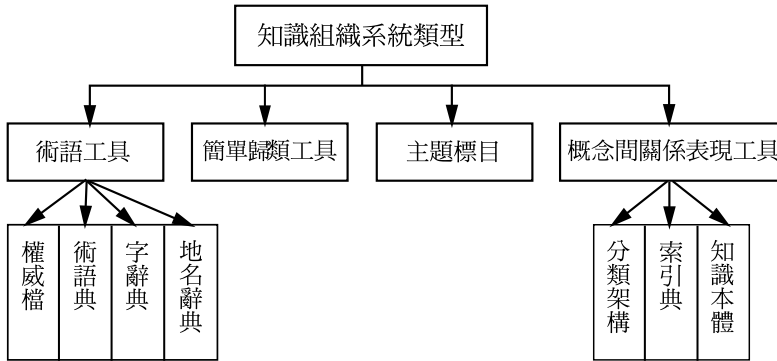 知識組織系統類型
術語工具
簡單歸類工具
主題標目
概念間關係表現工具
權威檔
術語典
字辭典
地名辭典
分類架構
索引典
知識本體